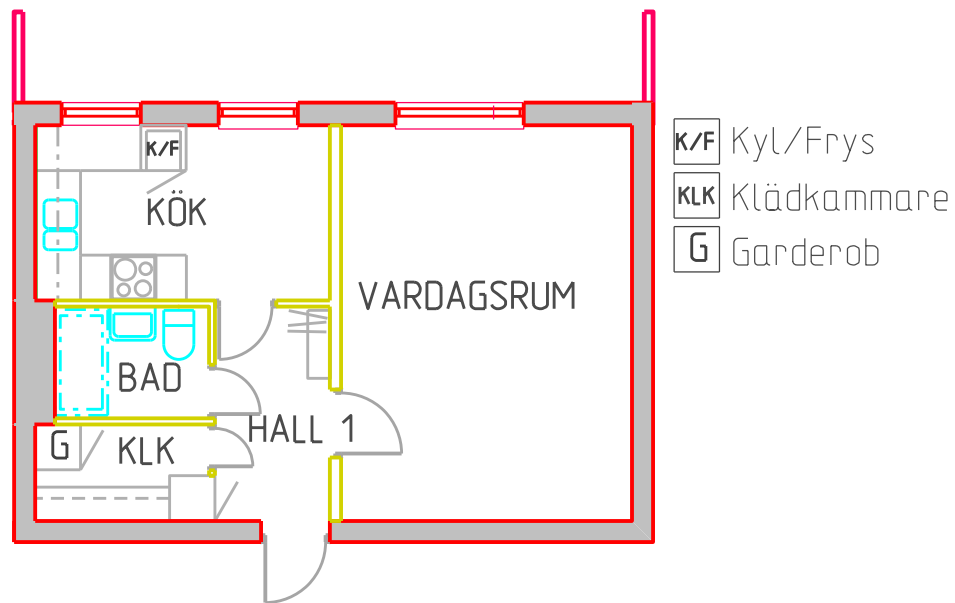 K/F
K/F Kyl/Frys
KLK Klädkammare
KÖK
G Garderob
VARDAGSRUM
BAD
HALL 1
G
KLK